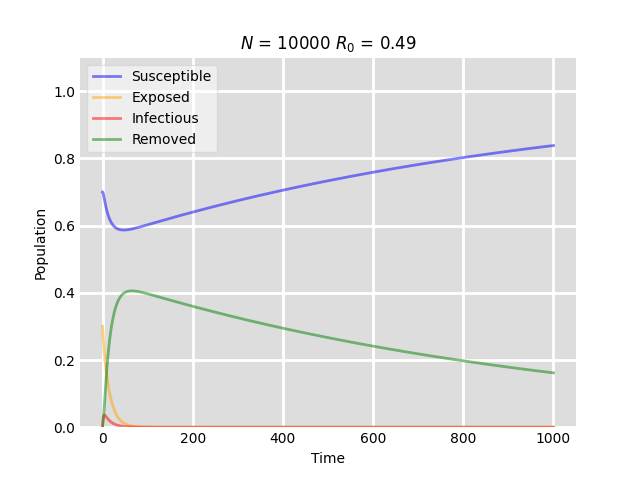 N = 10000 R₀ = 0.49
Susceptible
Exposed
Infectious
Removed
Population
1.0
0.8
0.6
0.4
0.2
0.0
0 200 400 600 800 1000
Time